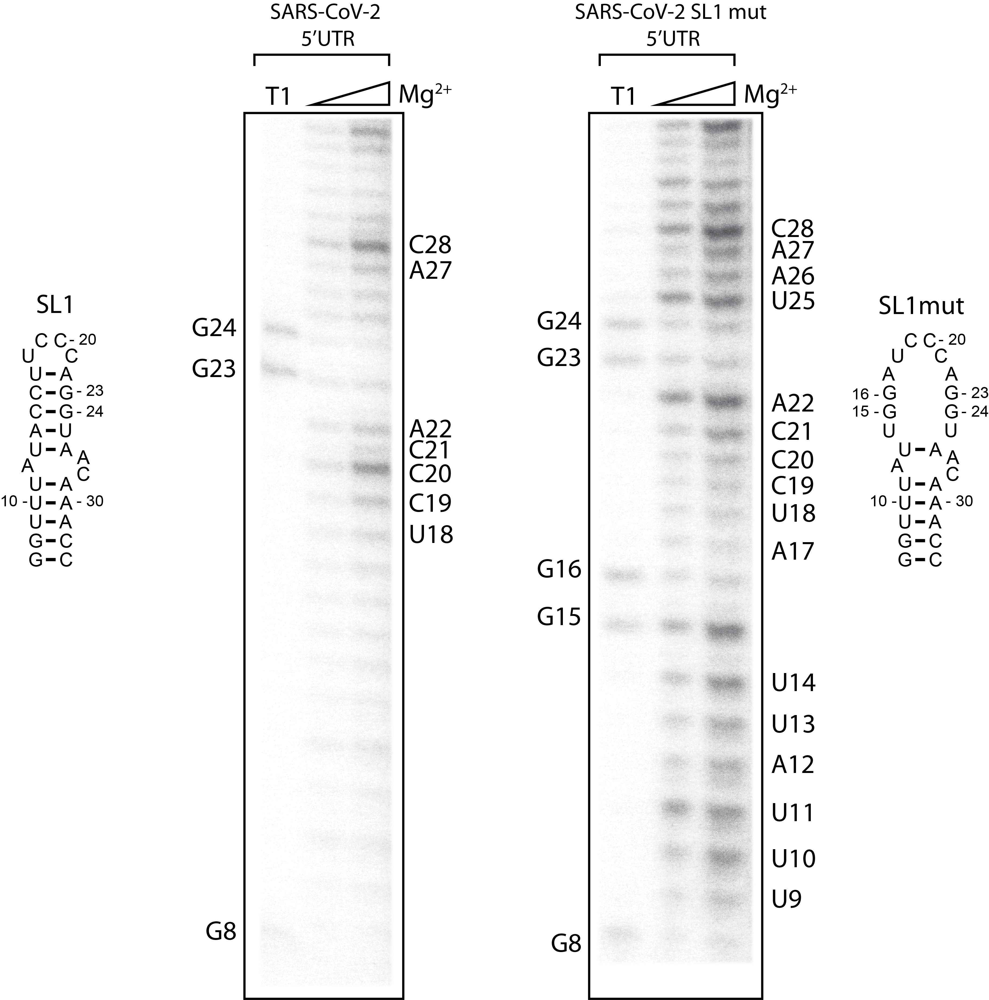 SARS-CoV-2
5’UTR
T1
Mg2+
SARS-CoV-2 SL1 mut
5’UTR
T1
Mg2+
SL1
C C - 20
U C
U A
C G - 23
C G - 24
A U
U A
A
A
C
U A
10 - U A - 30
U A
G C
G C
G24
G23
G8
C28
A27
A22
C21
C20
C19
U18
G24
G23
G16
G15
G8
C28
A27
A26
U25
A22
C21
C20
C19
U18
A17
U14
U13
A12
U11
U10
U9
SL1mut
C C - 20
U C
A A
16 - G G - 23
15 - G G - 24
U U
U A
A
A
C
U A
10 - U A - 30
U A
G C
G C